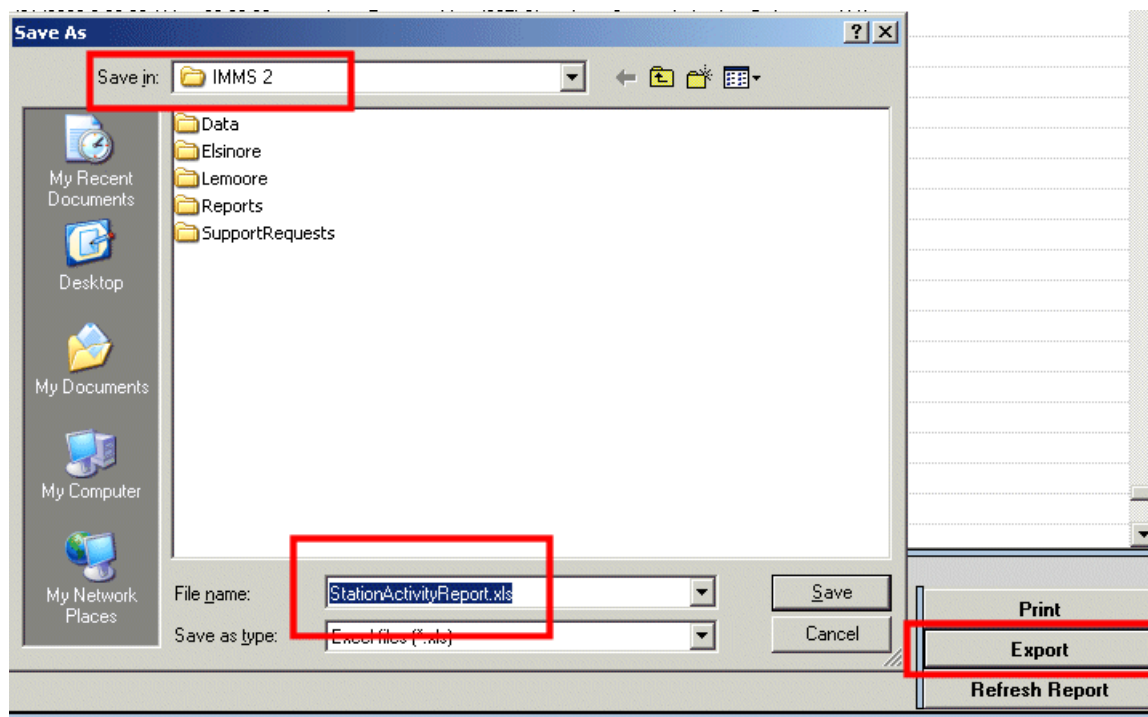 Save As
Save in: IMMS 2
Data
Elsinore
Lemoore
Reports
SupportRequests
My Recent
Documents
Desktop
My Documents
My Computer
My Network
Places
File name: StationActivityReport.xls Save
Save as type: Excel files (*.xls) Cancel
Print
Export
Refresh Report